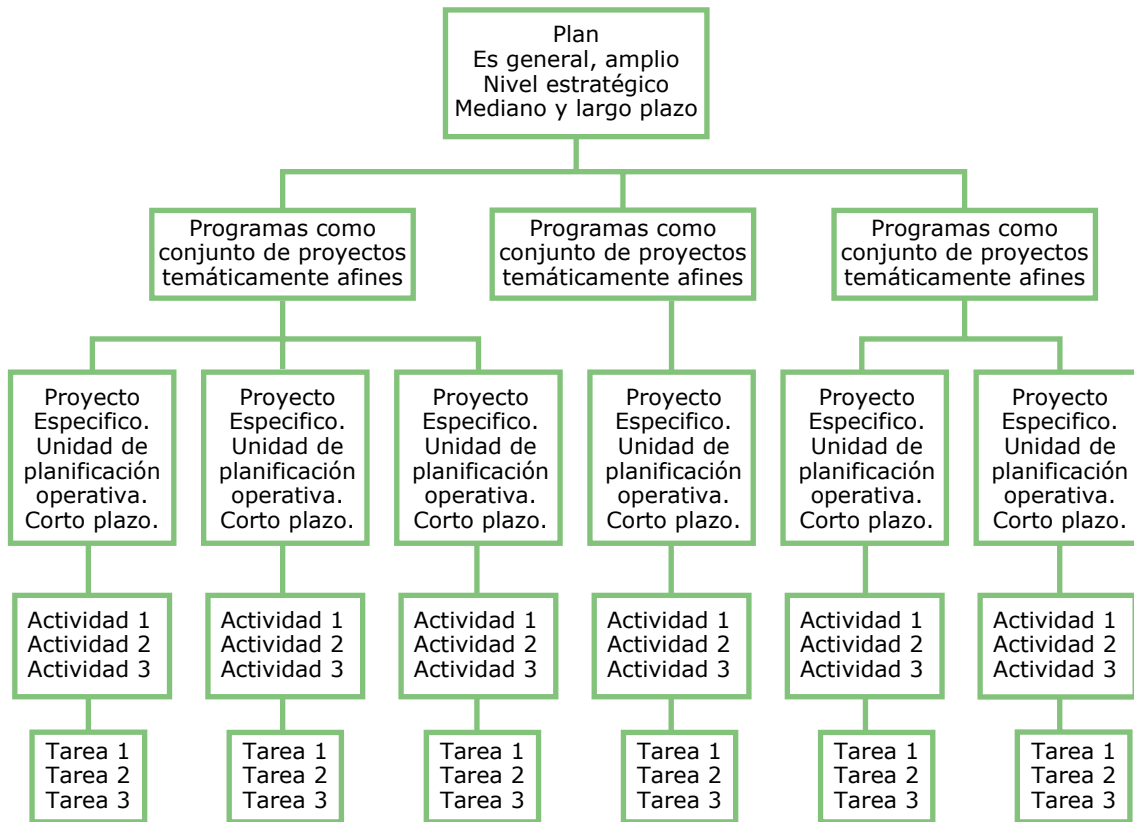 Plan
Es general, amplio
Nivel estratégico
Mediano y largo plazo
Programas como
conjunto de proyectos
temáticamente afines
Programas como
conjunto de proyectos
temáticamente afines
Programas como
conjunto de proyectos
temáticamente afines
Proyecto
Especifico.
Unidad de
planificación
operativa.
Corto plazo.
Proyecto
Especifico.
Unidad de
planificación
operativa.
Corto plazo.
Proyecto
Especifico.
Unidad de
planificación
operativa.
Corto plazo.
Proyecto
Especifico.
Unidad de
planificación
operativa.
Corto plazo.
Proyecto
Especifico.
Unidad de
planificación
operativa.
Corto plazo.
Proyecto
Especifico.
Unidad de
planificación
operativa.
Corto plazo.
Actividad 1
Actividad 2
Actividad 3
Actividad 1
Actividad 2
Actividad 3
Actividad 1
Actividad 2
Actividad 3
Actividad 1
Actividad 2
Actividad 3
Actividad 1
Actividad 2
Actividad 3
Actividad 1
Actividad 2
Actividad 3
Tarea 1
Tarea 2
Tarea 3
Tarea 1
Tarea 2
Tarea 3
Tarea 1
Tarea 2
Tarea 3
Tarea 1
Tarea 2
Tarea 3
Tarea 1
Tarea 2
Tarea 3
Tarea 1
Tarea 2
Tarea 3